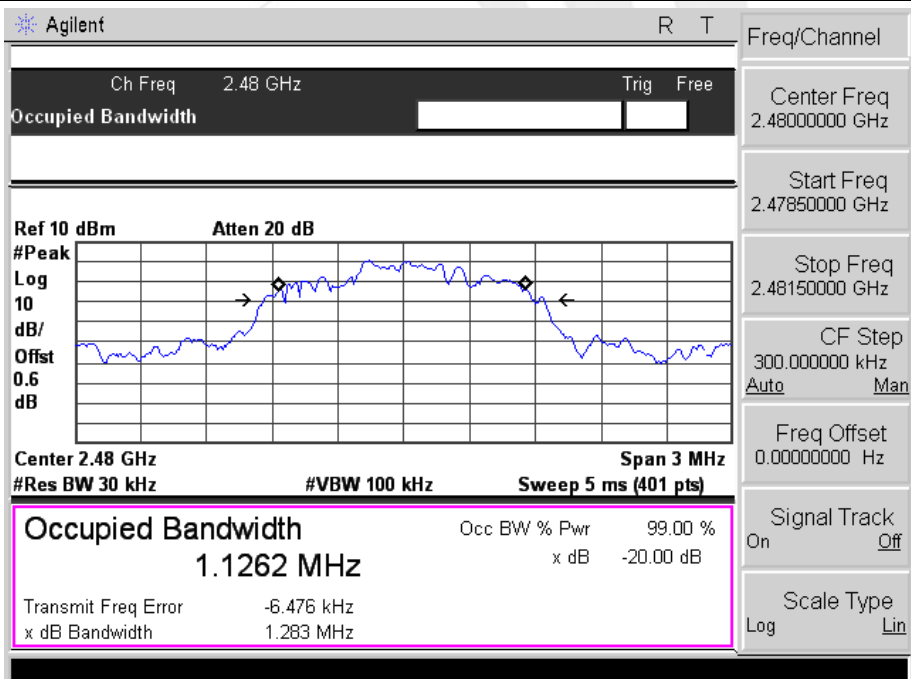 Agilent R T
Freq/Channel
Ch Freq 2.48 GHz Trig Free
Occupied Bandwidth
Center Freq
2.48000000 GHz
Start Freq
2.47850000 GHz
Stop Freq
2.48150000 GHz
CF Step
300.000000 kHz
Auto Man
Freq Offset
0.00000000 Hz
Signal Track
On Off
Scale Type
Log Lin
Ref 10 dBm Atten 20 dB
#Peak
Log
10
dB/
Offst
0.6
dB
Center 2.48 GHz Span 3 MHz
#Res BW 30 kHz #VBW 100 kHz Sweep 5 ms (401 pts)
Occupied Bandwidth Occ BW % Pwr 99.00 %
1.1262 MHz x dB -20.00 dB
Transmit Freq Error -6.476 kHz
x dB Bandwidth 1.283 MHz